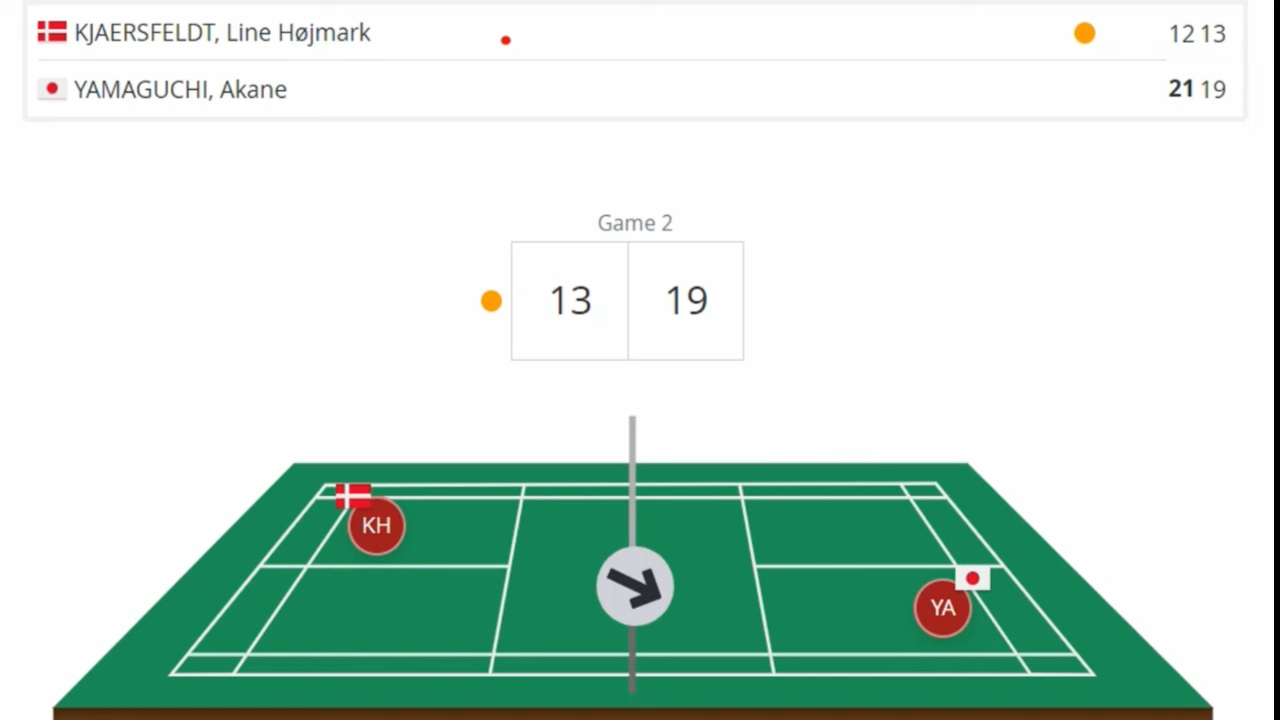 KJAERSFELDT, Line Højmark 12 13
YAMAGUCHI, Akane 21 19
Game 2
13 19
KH
YA